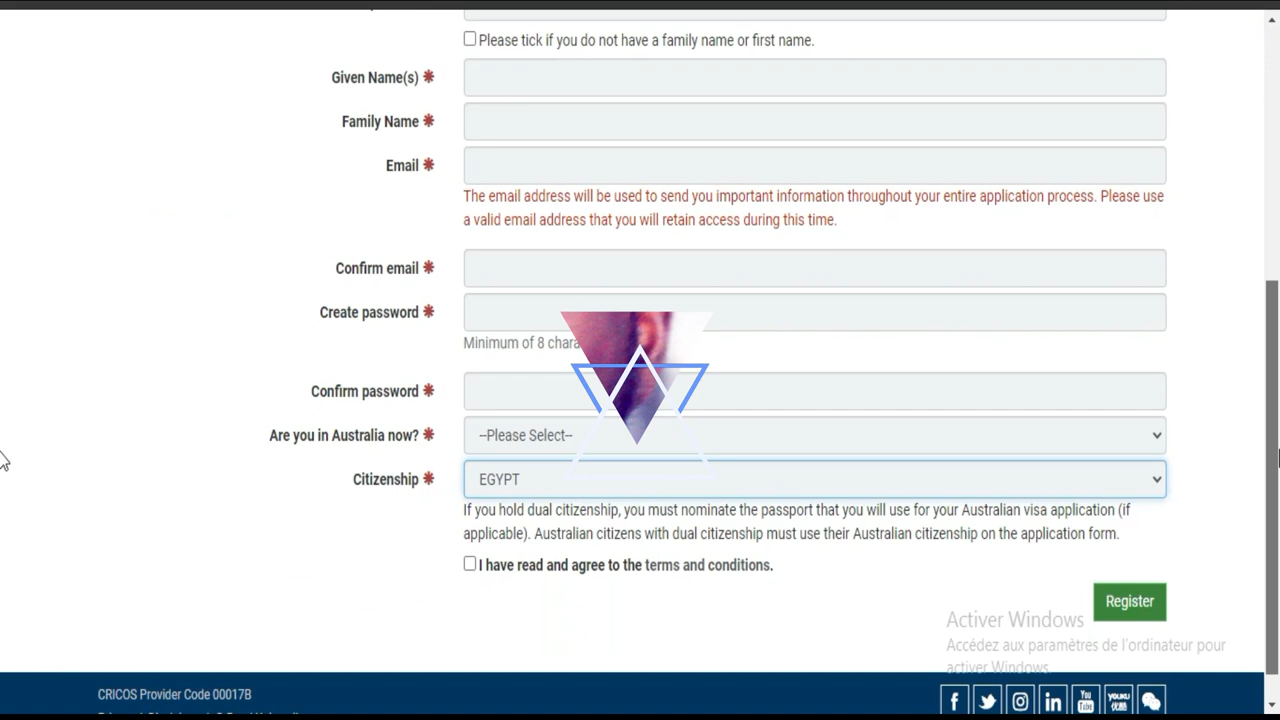 Please tick if you do not have a family name or first name.
Given Name(s) *
Family Name *
Email *
The email address will be used to send you important information throughout your entire application process. Please use
a valid email address that you will retain access during this time.
Confirm email *
Create password *
Minimum of 8
Confirm password *
Are you in Australia now? *
--Please Select--
Citizenship *
EGYPT
If you hold dual citizenship, you must nominate the passport that you will use for your Australian visa application (if
applicable). Australian citizens with dual citizenship must use their Australian citizenship on the application form.
I have read and agree to the terms and conditions.
Register
Activer Windows
Accédez aux paramètres de l'ordinateur pour
activer Windows.
CRICOS Provider Code 00017B
You
Tube
YOUKU
优酷